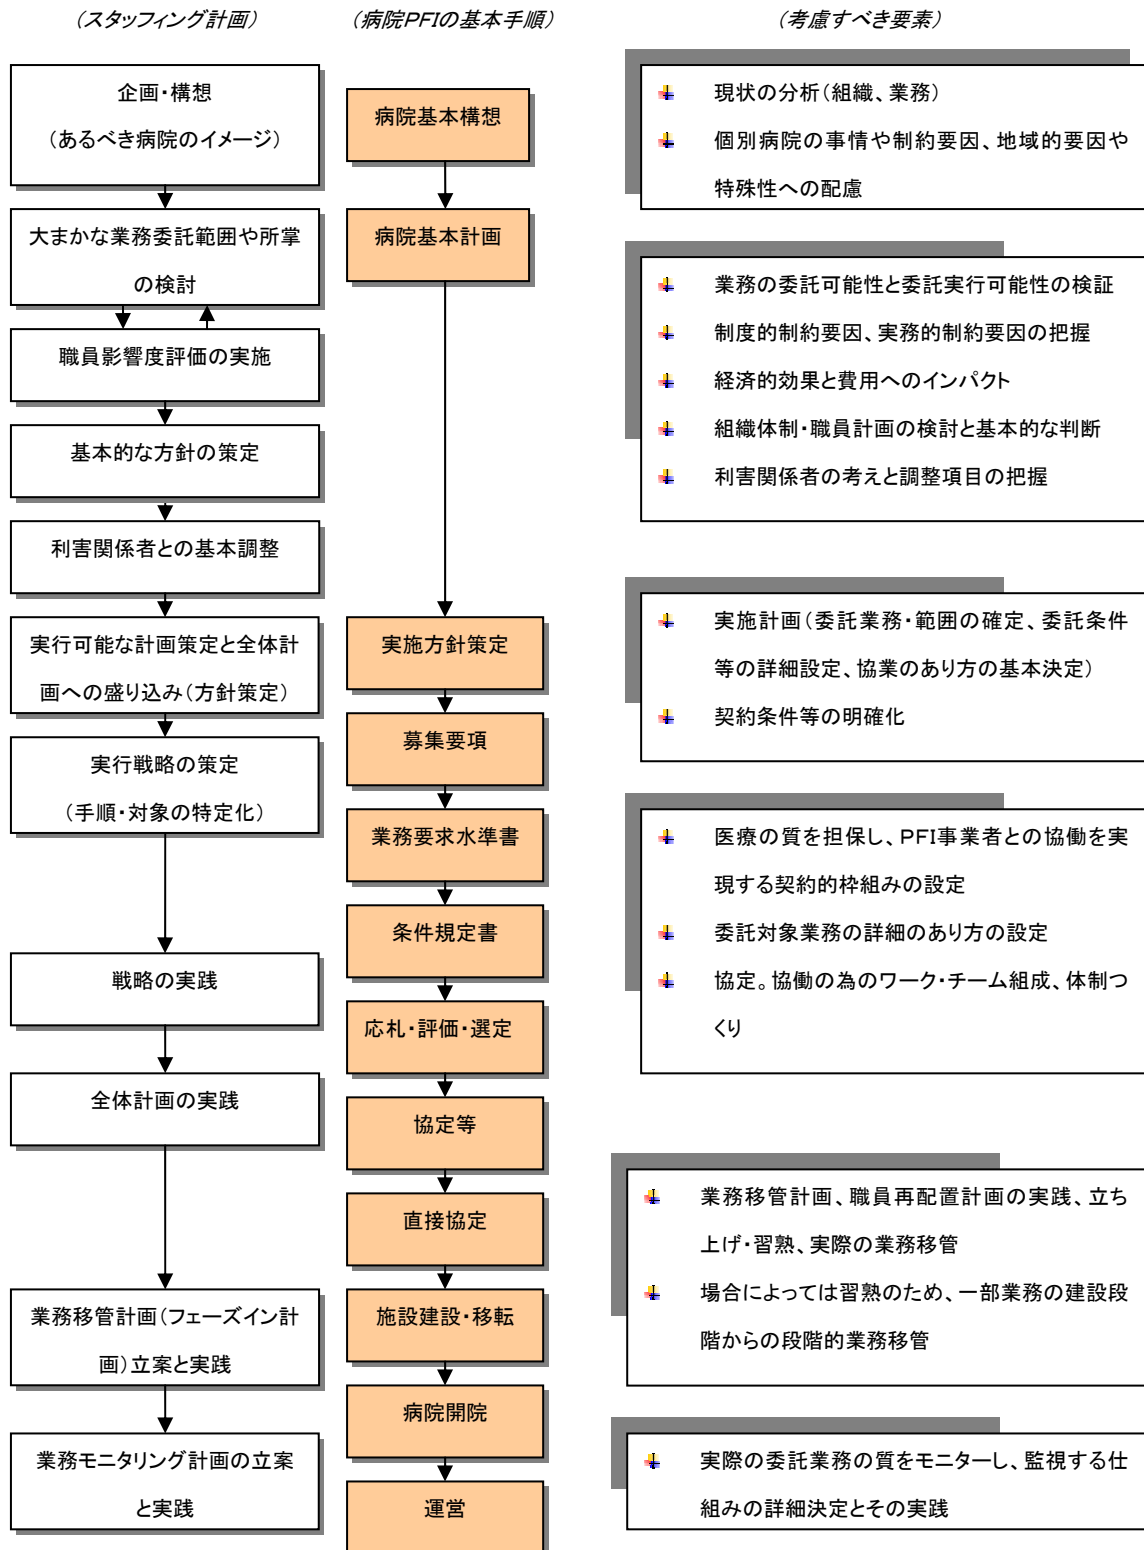 (スタッフィング計画)
(病院PFIの基本手順)
(考慮すべき要素)
企画・構想
(あるべき病院のイメージ)
大まかな業務委託範囲や所掌
の検討
職員影響度評価の実施
基本的な方針の策定
利害関係者との基本調整
実行可能な計画策定と全体計
画への盛り込み(方針策定)
実行戦略の策定
(手順・対象の特定化)
戦略の実践
全体計画の実践
業務移管計画(フェーズイン計
画)立案と実践
業務モニタリング計画の立案
と実践
病院基本構想
病院基本計画
実施方針策定
募集要項
業務要求水準書
条件規定書
応札・評価・選定
協定等
直接協定
施設建設・移転
病院開院
運営
現状の分析(組織、業務)
個別病院の事情や制約要因、地域的要因や
特殊性への配慮
業務の委託可能性と委託実行可能性の検証
制度的制約要因、実務的制約要因の把握
経済的効果と費用へのインパクト
組織体制・職員計画の検討と基本的な判断
利害関係者の考えと調整項目の把握
実施計画(委託業務・範囲の確定、委託条件
等の詳細設定、協業のあり方の基本決定)
契約条件等の明確化
医療の質を担保し、PFI事業者との協働を実
現する契約的枠組みの設定
委託対象業務の詳細のあり方の設定
協定。協働の為のワーク・チーム組成、体制つ
くり
業務移管計画、職員再配置計画の実践、立ち
上げ・習熟、実際の業務移管
場合によっては習熟のため、一部業務の建設段
階からの段階的業務移管
実際の委託業務の質をモニターし、監視する仕
組みの詳細決定とその実践